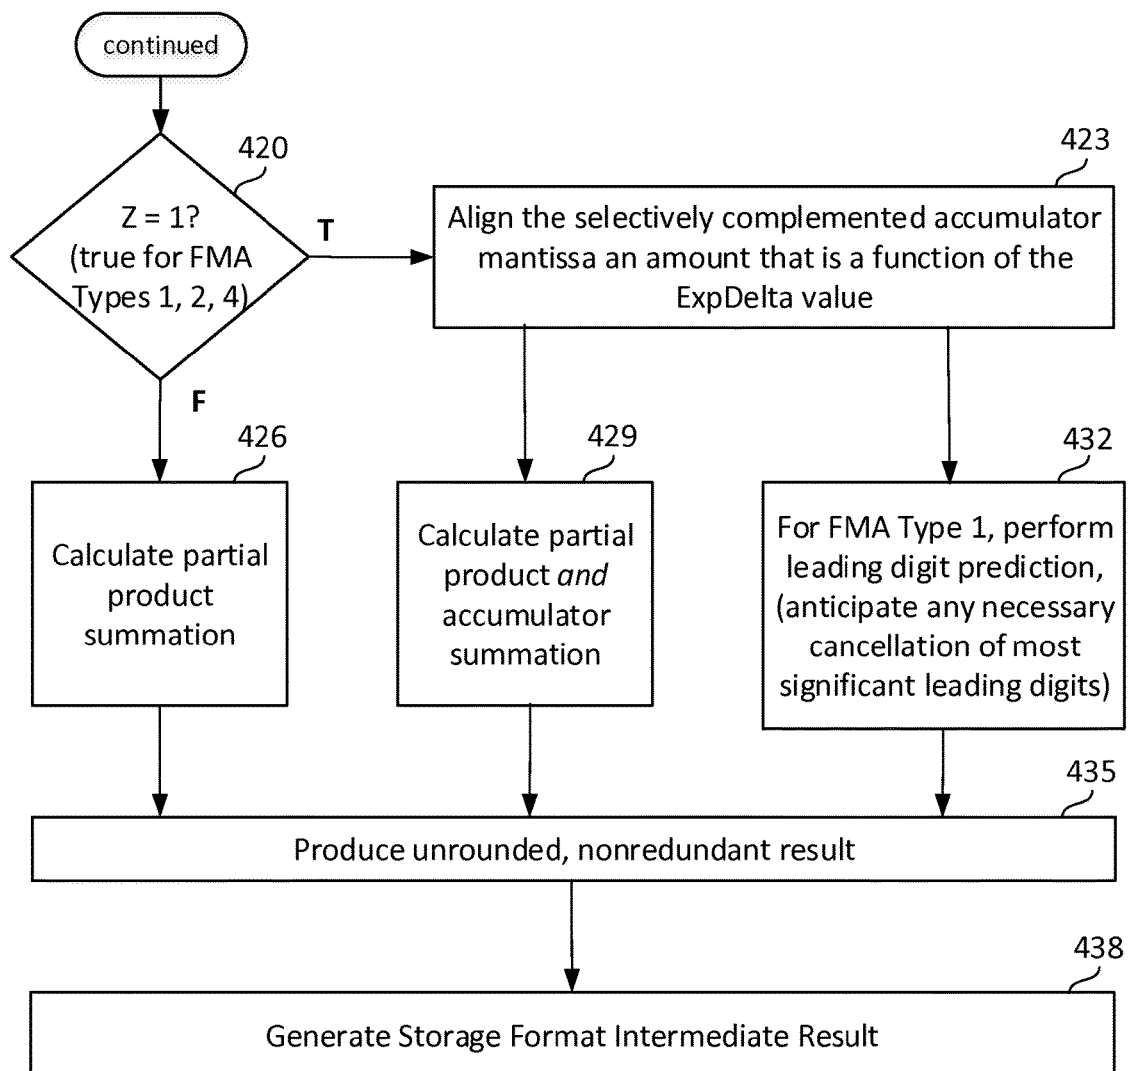 continued
420
Z = 1?
(true for FMA
Types 1, 2, 4)
T
F
423
Align the selectively complemented accumulator
mantissa an amount that is a function of the
ExpDelta value
426
Calculate partial
product
summation
429
Calculate partial
product and
accumulator
summation
432
For FMA Type 1, perform
leading digit prediction,
(anticipate any necessary
cancellation of most
significant leading digits)
435
Produce unrounded, nonredundant result
438
Generate Storage Format Intermediate Result